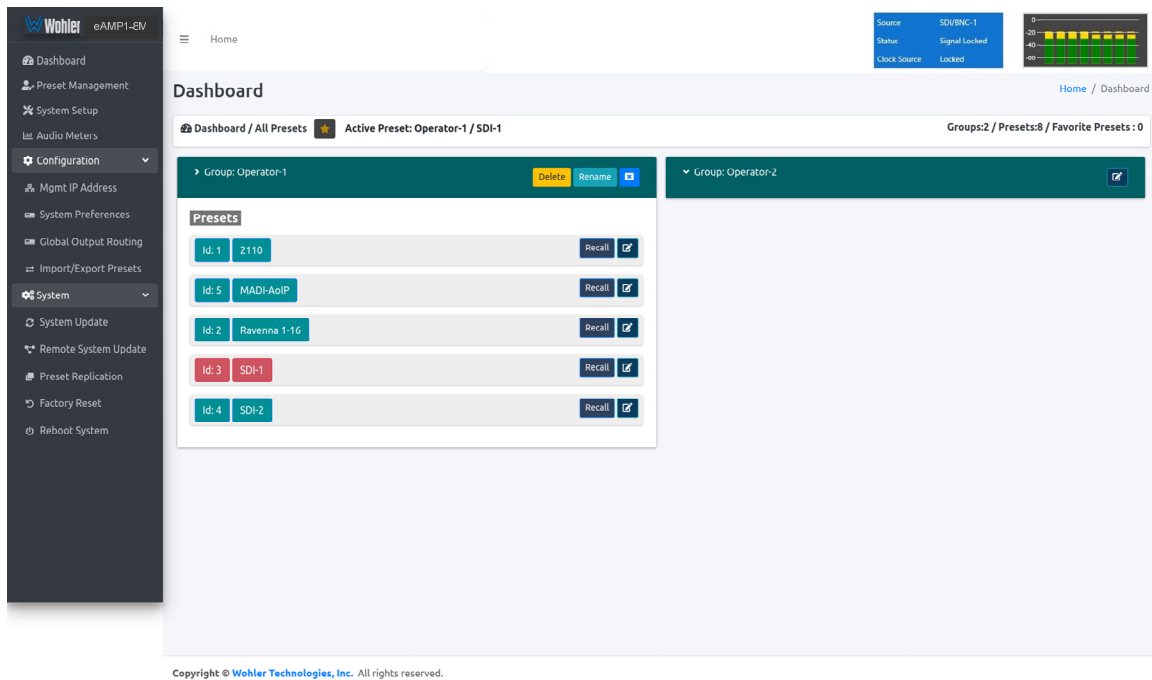 Wohler eAMP1-8M
Dashboard
Preset Management
System Setup
Audio Meters
Configuration
Mgmt IP Address
System Preferences
Global Output Routing
Import/Export Presets
System
System Update
Remote System Update
Preset Replication
Factory Reset
Reboot System
Home
Source SDI/BNC-1
Status Signal Locked
Clock Source Locked
0
-20
-40
-oo
Dashboard
Home / Dashboard
Dashboard / All Presets Active Preset: Operator-1 / SDI-1
Groups:2 / Presets:8 / Favorite Presets : 0
Group: Operator-1 Delete Rename
Presets
Id: 1 2110 Recall
Id: 5 MADI-AoIP Recall
Id: 2 Ravenna 1-16 Recall
Id: 3 SDI-1 Recall
Id: 4 SDI-2 Recall
Group: Operator-2
Copyright © Wohler Technologies, Inc. All rights reserved.